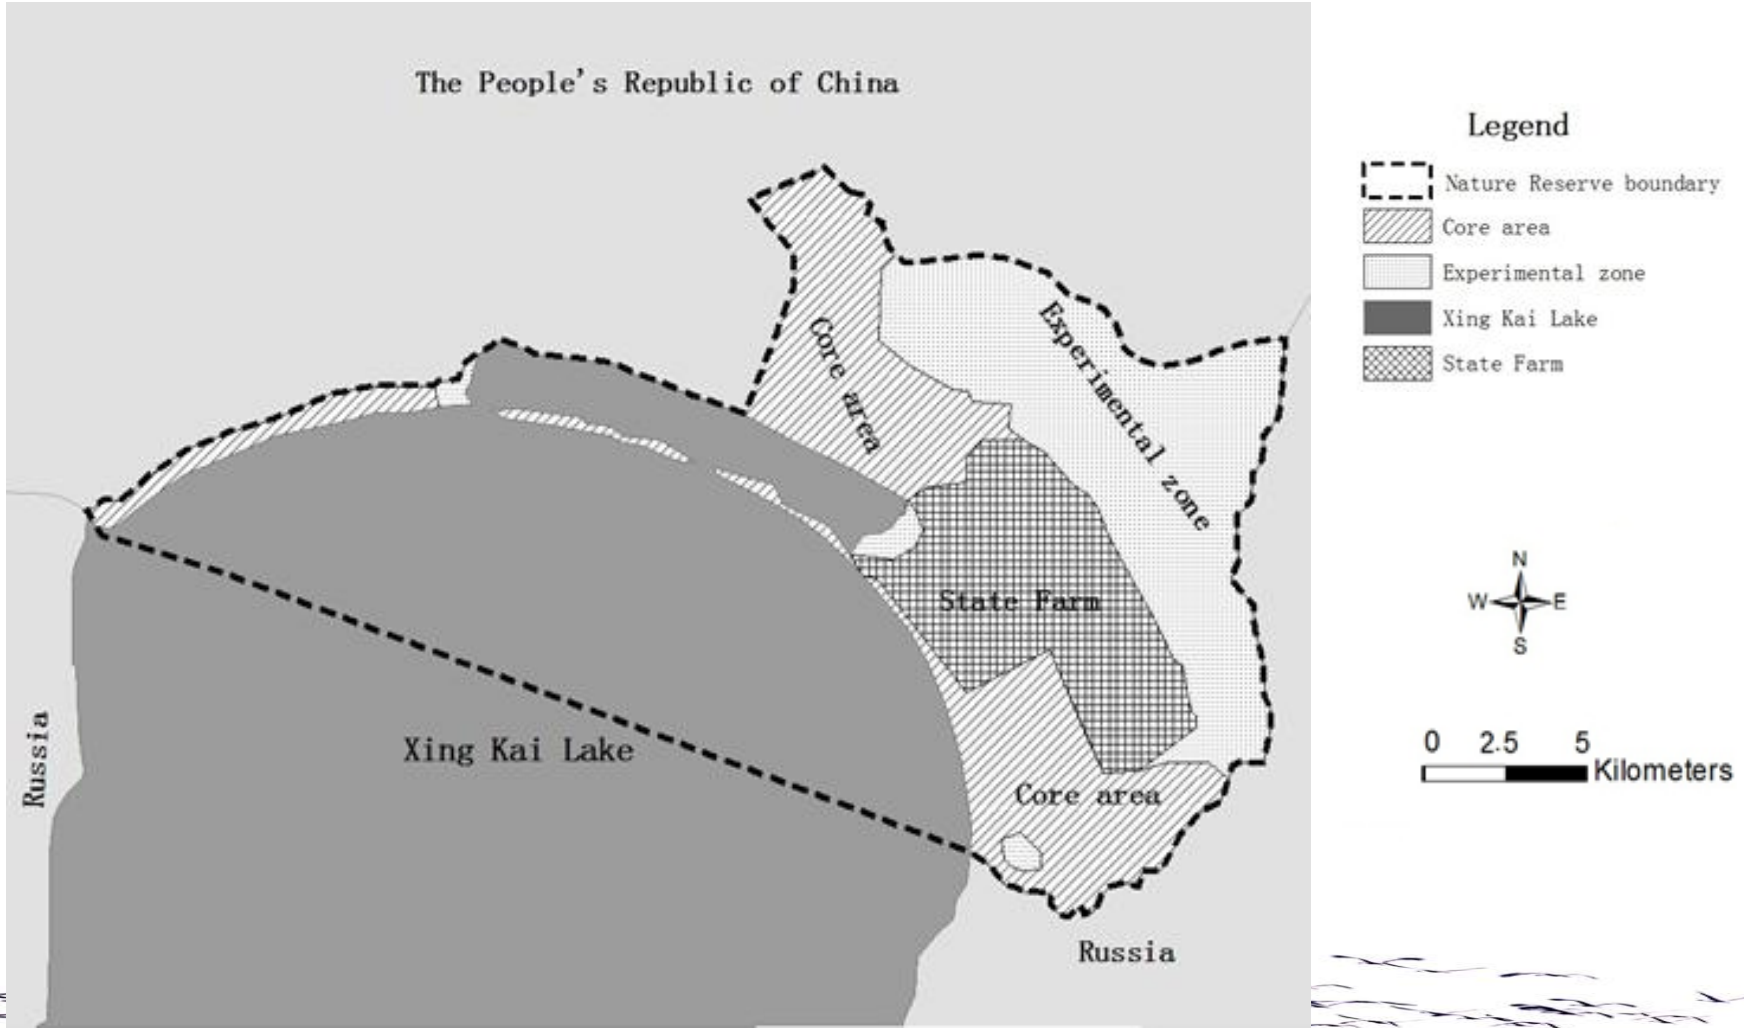 The People's Republic of China
Legend
Nature Reserve boundary
Core area
Experimental zone
Xing Kai Lake
State Farm
Core area
Experimental zone
State Farm
N
W E
S
Xing Kai Lake
Russia
Core area
0 2.5 5
Kilometers
Russia